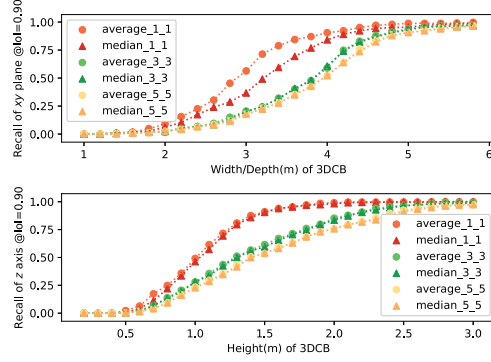 Recall of xy plane @IoI=0.90
1,00
0,75
0,50
0,25
0,00
average_1_1
median_1_1
average_3_3
median_3_3
average_5_5
median_5_5
1 2 3 4 5 6
Width/Depth(m) of 3DCB
Recall of z axis @IoI=0.90
1.00
0.75
0.50
0.25
0.00
average_1_1
median_1_1
average_3_3
median_3_3
average_5_5
median_5_5
0.5 1.0 1.5 2.0 2.5 3.0
Height(m) of 3DCB